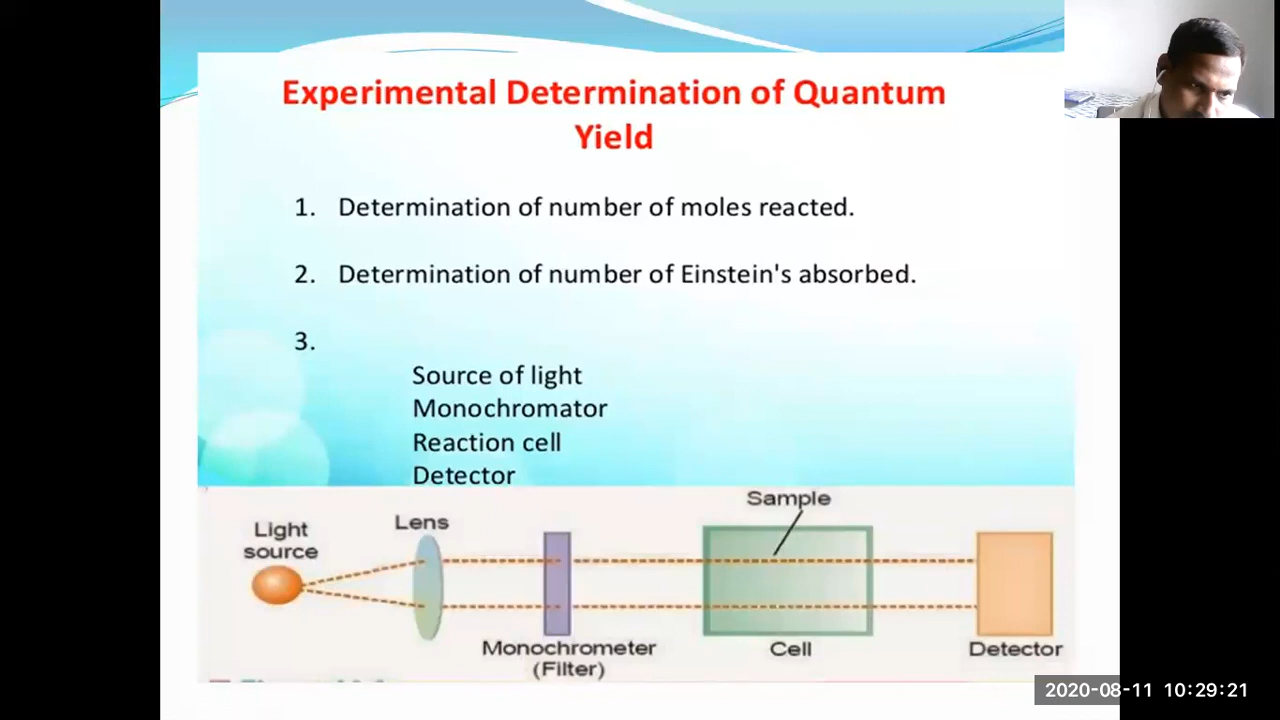 Experimental Determination of Quantum
Yield
1. Determination of number of moles reacted.
2. Determination of number of Einstein's absorbed.
3.
Source of light
Monochromator
Reaction cell
Detector
Sample
Lens
Light
source
Monochrometer
(Filter)
Cell
Detector
2020-08-11 10:29:21